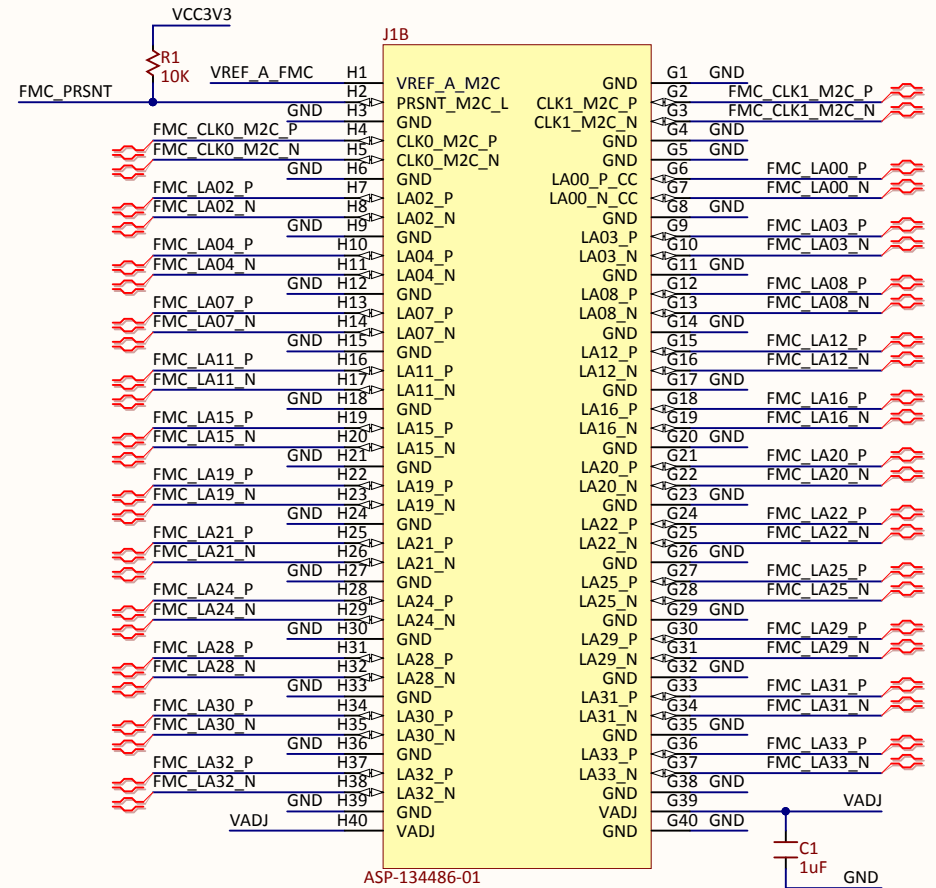 VCC3V3
R1
10K
FMC_PRSNT
J1B
VREF_A_FMC H1 VREF_A_M2C GND G1 GND
H2 PRSNT_M2C_L CLK1_M2C_P G2 FMC_CLK1_M2C_P
GND H3 GND CLK1_M2C_N G3 FMC_CLK1_M2C_N
FMC_CLK0_M2C_P H4 CLK0_M2C_P GND G4 GND
FMC_CLK0_M2C_N H5 CLK0_M2C_N GND G5 GND
GND H6 GND LA00_P_CC G6 FMC_LA00_P
FMC_LA02_P H7 LA02_P LA00_N_CC G7 FMC_LA00_N
FMC_LA02_N H8 LA02_N GND G8 GND
GND H9 GND LA03_P G9 FMC_LA03_P
FMC_LA04_P H10 LA04_P LA03_N G10 FMC_LA03_N
FMC_LA04_N H11 LA04_N GND G11 GND
GND H12 GND LA08_P G12 FMC_LA08_P
FMC_LA07_P H13 LA07_P LA08_N G13 FMC_LA08_N
FMC_LA07_N H14 LA07_N GND G14 GND
GND H15 GND LA12_P G15 FMC_LA12_P
FMC_LA11_P H16 LA11_P LA12_N G16 FMC_LA12_N
FMC_LA11_N H17 LA11_N GND G17 GND
GND H18 GND LA16_P G18 FMC_LA16_P
FMC_LA15_P H19 LA15_P LA16_N G19 FMC_LA16_N
FMC_LA15_N H20 LA15_N GND G20 GND
GND H21 GND LA20_P G21 FMC_LA20_P
FMC_LA19_P H22 LA19_P LA20_N G22 FMC_LA20_N
FMC_LA19_N H23 LA19_N GND G23 GND
GND H24 GND LA22_P G24 FMC_LA22_P
FMC_LA21_P H25 LA21_P LA22_N G25 FMC_LA22_N
FMC_LA21_N H26 LA21_N GND G26 GND
GND H27 GND LA25_P G27 FMC_LA25_P
FMC_LA24_P H28 LA24_P LA25_N G28 FMC_LA25_N
FMC_LA24_N H29 LA24_N GND G29 GND
GND H30 GND LA29_P G30 FMC_LA29_P
FMC_LA28_P H31 LA28_P LA29_N G31 FMC_LA29_N
FMC_LA28_N H32 LA28_N GND G32 GND
GND H33 GND LA31_P G33 FMC_LA31_P
FMC_LA30_P H34 LA30_P LA31_N G34 FMC_LA31_N
FMC_LA30_N H35 LA30_N GND G35 GND
GND H36 GND LA33_P G36 FMC_LA33_P
FMC_LA32_P H37 LA32_P LA33_N G37 FMC_LA33_N
FMC_LA32_N H38 LA32_N GND G38 GND
GND H39 GND VADJ G39 VADJ
VADJ H40 VADJ GND G40 GND
C1
1uF
GND
ASP-134486-01